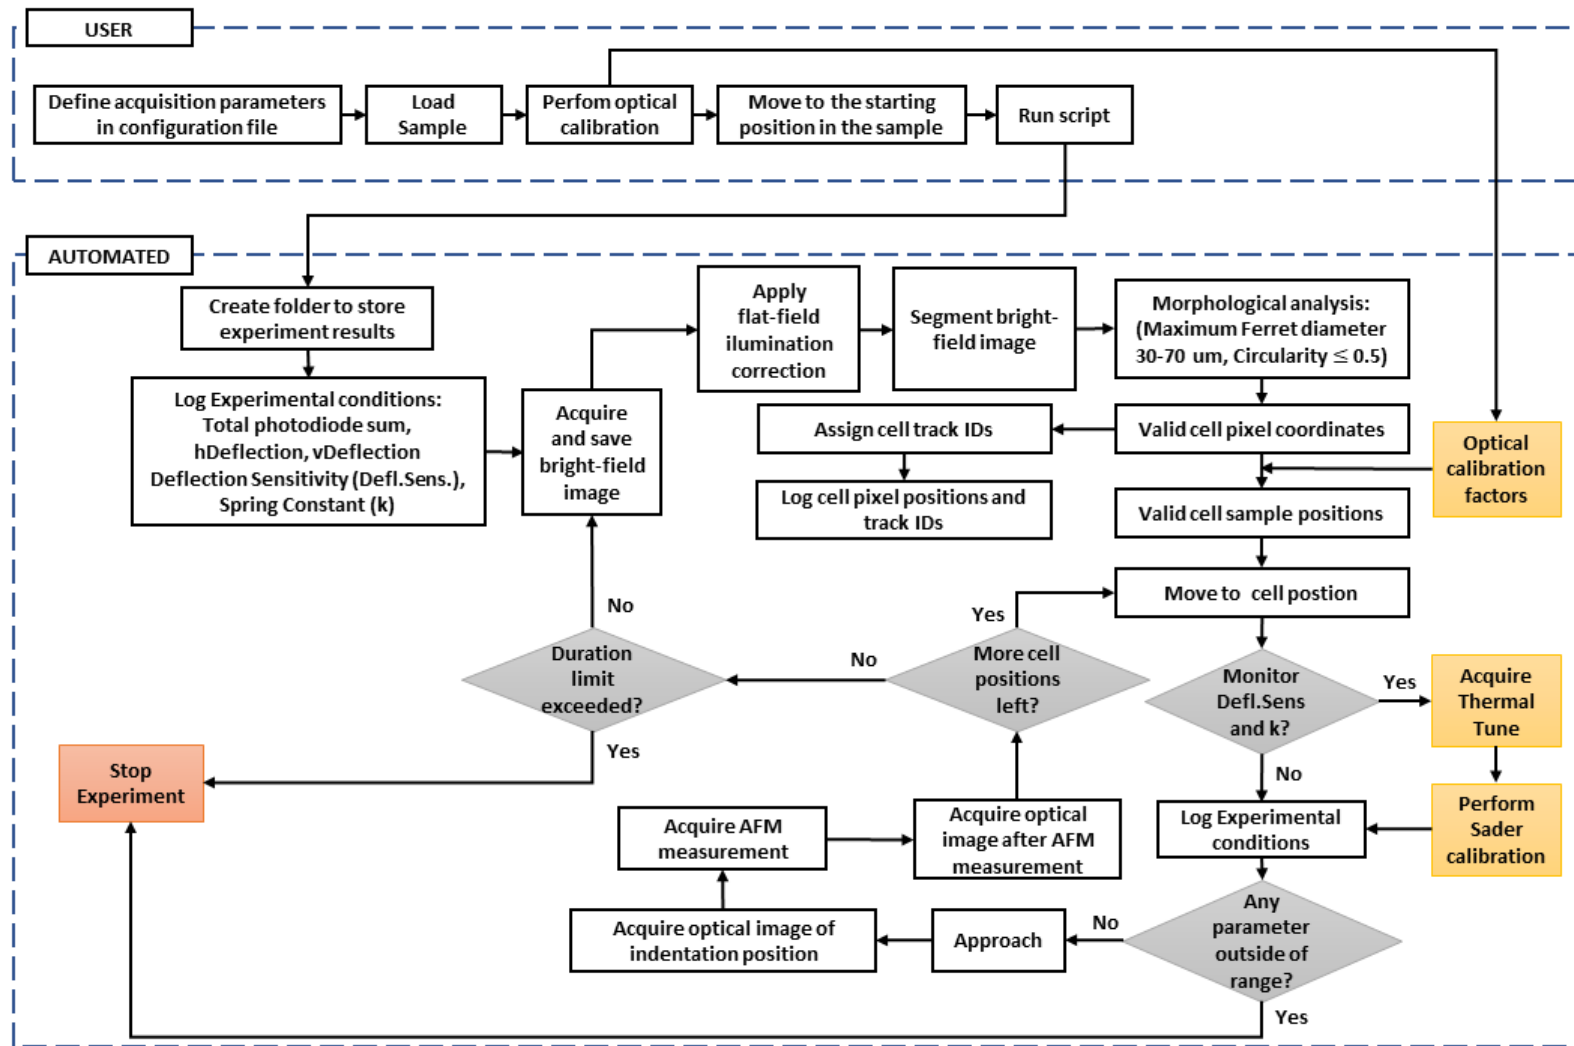 USER
Define acquisition parameters
in configuration file
Load
Sample
Perfom optical
calibration
Move to the starting
position in the sample
Run script
AUTOMATED
Create folder to store
experiment results
Log Experimental conditions:
Total photodiode sum,
hDeflection, vDeflection
Deflection Sensitivity (Defl.Sens.),
Spring Constant (k)
Acquire
and save
bright-field
image
Apply
flat-field
ilumination
correction
Segment bright-
field image
Morphological analysis:
(Maximum Ferret diameter
30-70 um, Circularity ≤ 0.5)
Assign cell track IDs
Valid cell pixel coordinates
Optical
calibration
factors
Log cell pixel positions and
track IDs
Valid cell sample positions
Move to cell postion
No
Yes
Duration
limit
exceeded?
No
More cell
positions
left?
Monitor
Defl.Sens
and k?
Yes
Acquire
Thermal
Tune
Yes
No
Stop
Experiment
Acquire AFM
measurement
Acquire optical
image after AFM
measurement
Log Experimental
conditions
Perform
Sader
calibration
Acquire optical image of
indentation position
Approach
No
Any
parameter
outside of
range?
Yes